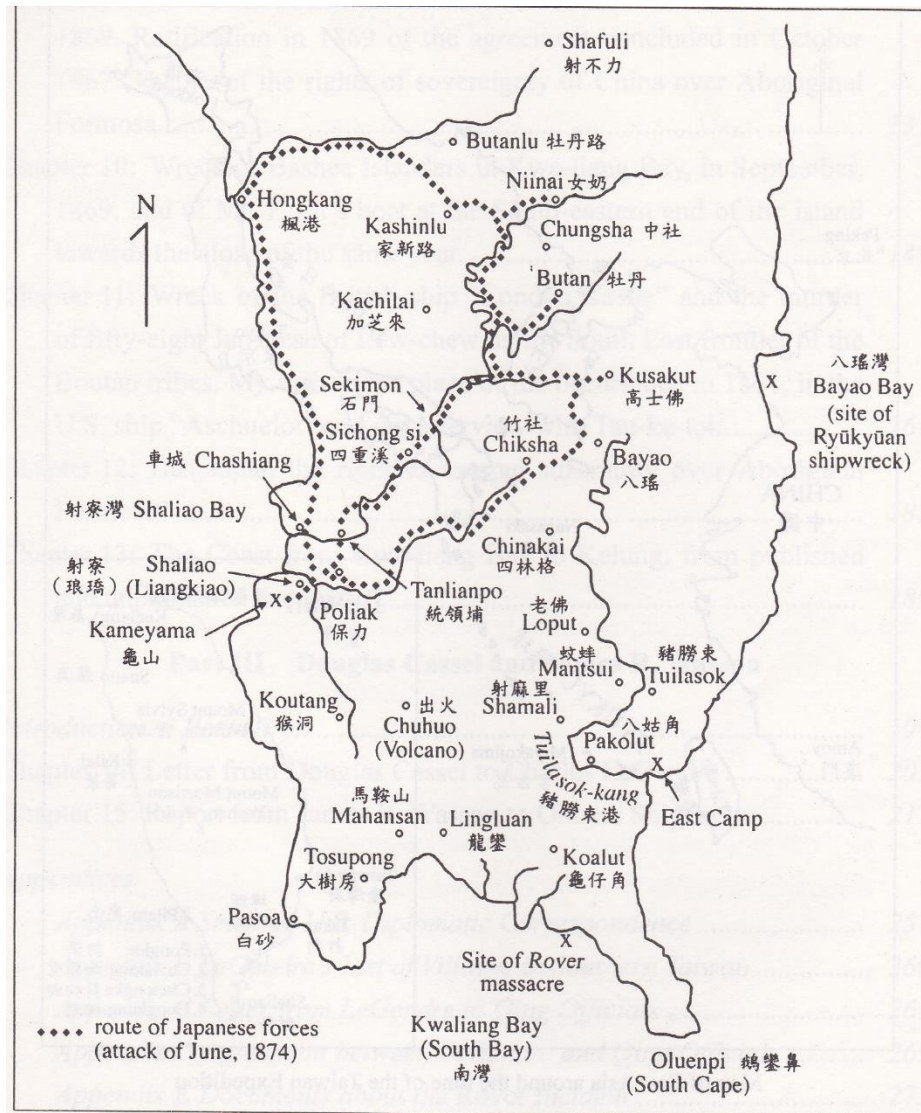 Shafuli
射不力
Butanlu 牡丹路
Niinai 女奶
N
Hongkang
楓港
Kashinlu
家新路
Chungsha 中社
Butan 牡丹
Kachilai
加芝來
八瑤灣
Bayao Bay
(site of
Ryūkyūan
shipwreck)
X
Kusakut
高士佛
Sekimon
石門
Sichong si
四重溪
竹社
Chiksha
Bayao
八瑤
車城 Chashiang
射寮灣 Shaliao Bay
Chinakai
四林格
射寮 Shaliao
(琅璚) (Liangkiao)
X
Kameyama
龜山
Poliak
保力
Tanlianpo
統領埔
老佛
Loput
蚊蟀
Mantsui
豬朥束
Tuilasok
射麻里
Shamali
Koutang
猴洞
出火
Chuhuo
(Volcano)
八姑角
Pakolut
X
Tuila-sok-kang
豬朥束港
East Camp
馬鞍山
Mahansan
Lingluan
龍鑾
Koalut
龜仔角
Tosupong
大樹房
Pasoa
白砂
X
Site of Rover
massacre
route of Japanese forces
(attack of June, 1874)
Kwaliang Bay
(South Bay)
南灣
Oluenpi 鵝鑾鼻
(South Cape)